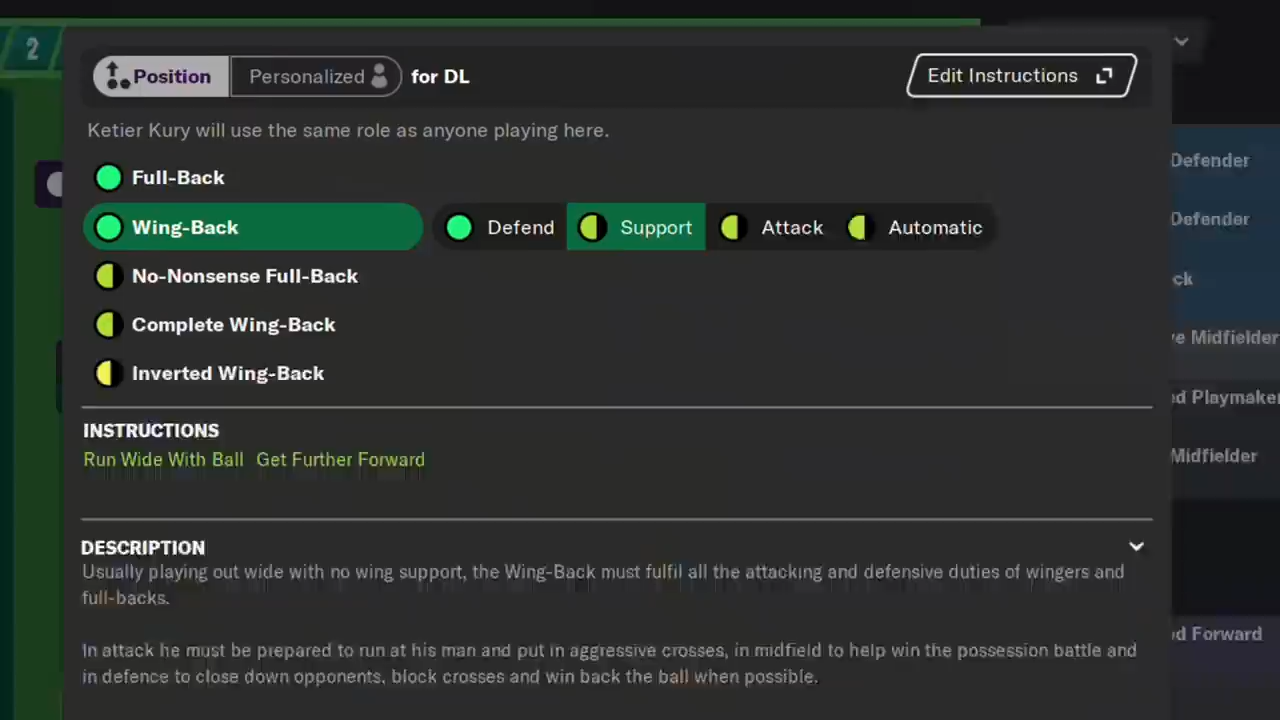 2
Position Personalized for DL Edit Instructions
Ketier Kury will use the same role as anyone playing here.
Full-Back
Wing-Back Defend Support Attack Automatic
No-Nonsense Full-Back
Complete Wing-Back
Inverted Wing-Back
INSTRUCTIONS
Run Wide With Ball Get Further Forward
DESCRIPTION
Usually playing out wide with no wing support, the Wing-Back must fulfil all the attacking and defensive duties of wingers and
full-backs.
In attack he must be prepared to run at his man and put in aggressive crosses, in midfield to help win the possession battle and
in defence to close down opponents, block crosses and win back the ball when possible.
Defender
Defender
ck
ve Midfielder
ed Playmaker
Midfielder
ed Forward